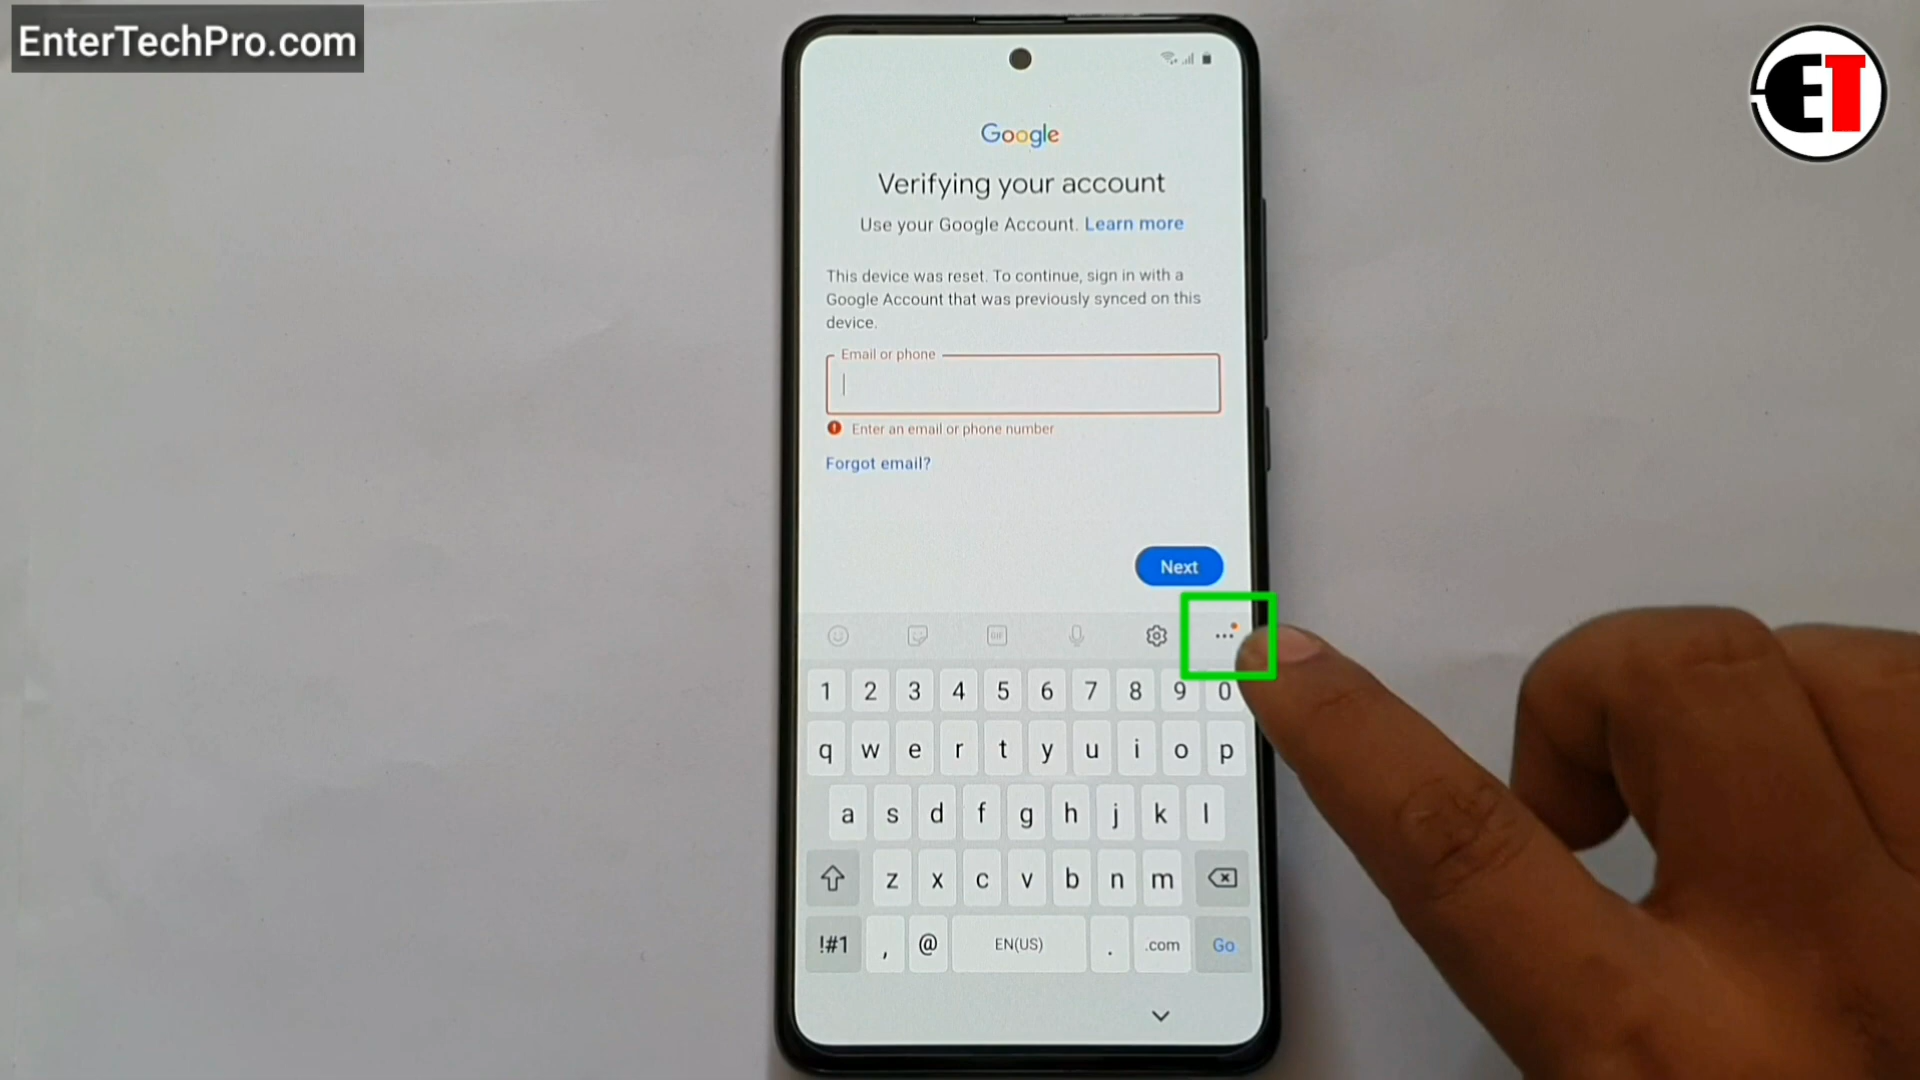 EnterTechPro.com
ET
Google
Verifying your account
Use your Google Account. Learn more
This device was reset. To continue, sign in with a
Google Account that was previously synced on this
device.
Email or phone
Enter an email or phone number
Forgot email?
Next
GIF
1 2 3 4 5 6 7 8 9 0
q w e r t y u i o p
a s d f g h j k l
z x c v b n m
!#1 , @ EN(US) . .com Go